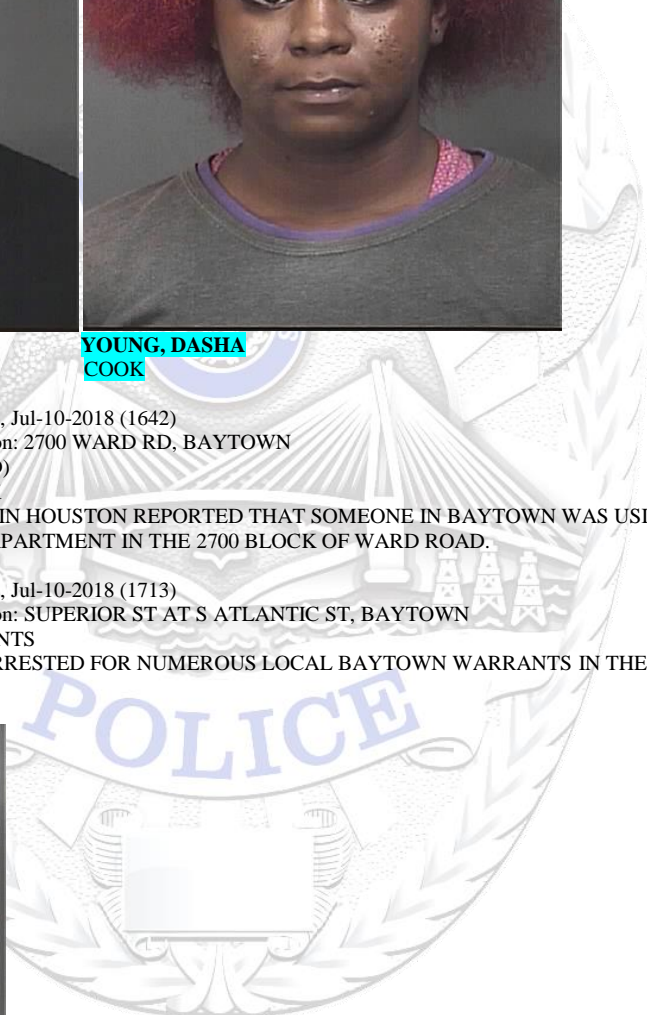 YOUNG, DASHA
COOK
, Jul-10-2018 (1642)
on: 2700 WARD RD, BAYTOWN
)
IN HOUSTON REPORTED THAT SOMEONE IN BAYTOWN WAS USI
PARTMENT IN THE 2700 BLOCK OF WARD ROAD.
, Jul-10-2018 (1713)
on: SUPERIOR ST AT S ATLANTIC ST, BAYTOWN
NTS
RRESTED FOR NUMEROUS LOCAL BAYTOWN WARRANTS IN THE
POLICE